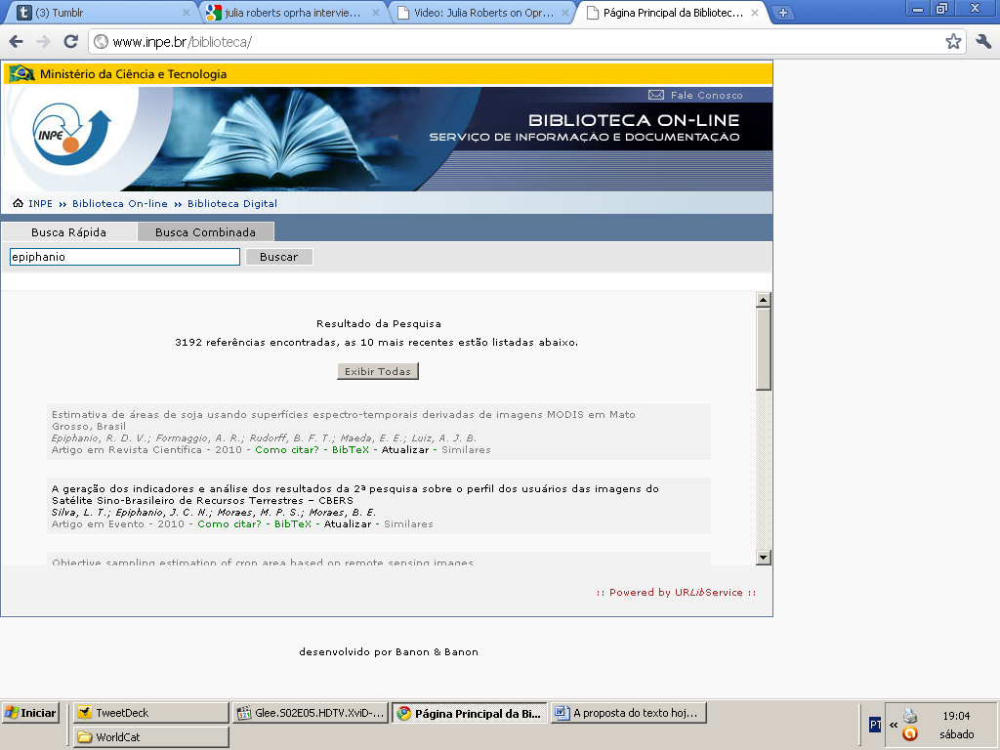 (3) Tumblr
julia roberts oprha intervie...
Video: Julia Roberts on Opr...
Página Principal da Bibliotec...
www.inpe.br/biblioteca/
Ministério da Ciência e Tecnologia
Fale Conosco
INPE
BIBLIOTECA ON-LINE
SERVIÇO DE INFORMAÇÃO E DOCUMENTAÇÃO
INPE >> Biblioteca On-line >> Biblioteca Digital
Busca Rápida Busca Combinada
epiphanio Buscar
Resultado da Pesquisa
3192 referências encontradas, as 10 mais recentes estão listadas abaixo.
Exibir Todas
Estimativa de áreas de soja usando superfícies espectro-temporais derivadas de imagens MODIS em Mato
Grosso, Brasil
Epiphanio, R. D. V.; Formaggio, A. R.; Rudorff, B. F. T.; Maeda, E. E.; Luiz, A. J. B.
Artigo em Revista Científica - 2010 - Como citar? - BibTeX - Atualizar - Similares
A geração dos indicadores e análise dos resultados da 2ª pesquisa sobre o perfil dos usuários das imagens do
Satélite Sino-Brasileiro de Recursos Terrestres – CBERS
Silva, L. T.; Epiphanio, J. C. N.; Moraes, M. P. S.; Moraes, B. E.
Artigo em Evento - 2010 - Como citar? - BibTeX - Atualizar - Similares
Objective sampling estimation of crop area based on remote sensing images
:: Powered by URLibService ::
desenvolvido por Banon & Banon
Iniciar
TweetDeck
Glee.S02E05.HDTV.XviD-...
Página Principal da Bi...
A proposta do texto hoj...
WorldCat
PT
19:04
sábado